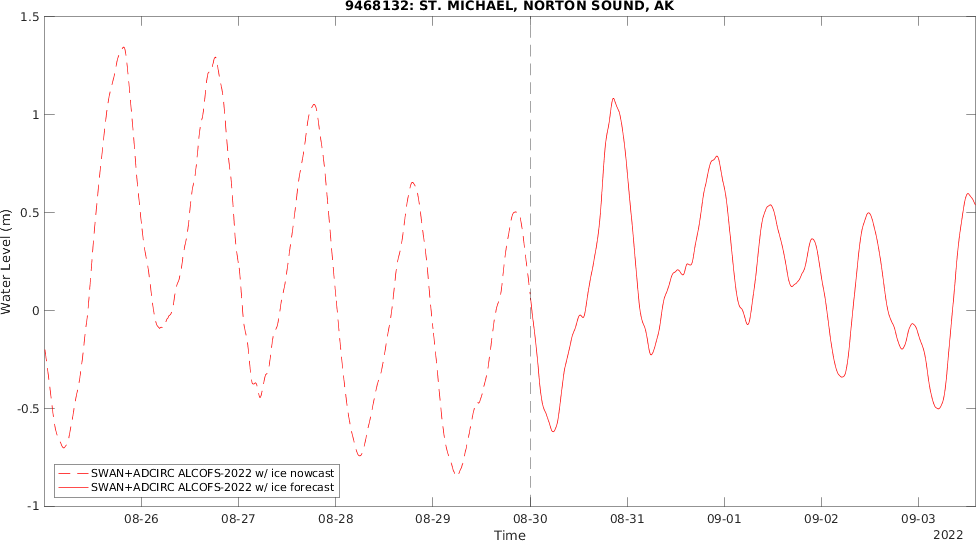 9468132: ST. MICHAEL, NORTON SOUND, AK
1.5
1
0.5
0
-0.5
-1
Water Level (m)
SWAN+ADCIRC ALCOFS-2022 w/ ice nowcast
SWAN+ADCIRC ALCOFS-2022 w/ ice forecast
08-26 08-27 08-28 08-29 08-30 08-31 09-01 09-02 09-03
Time
2022